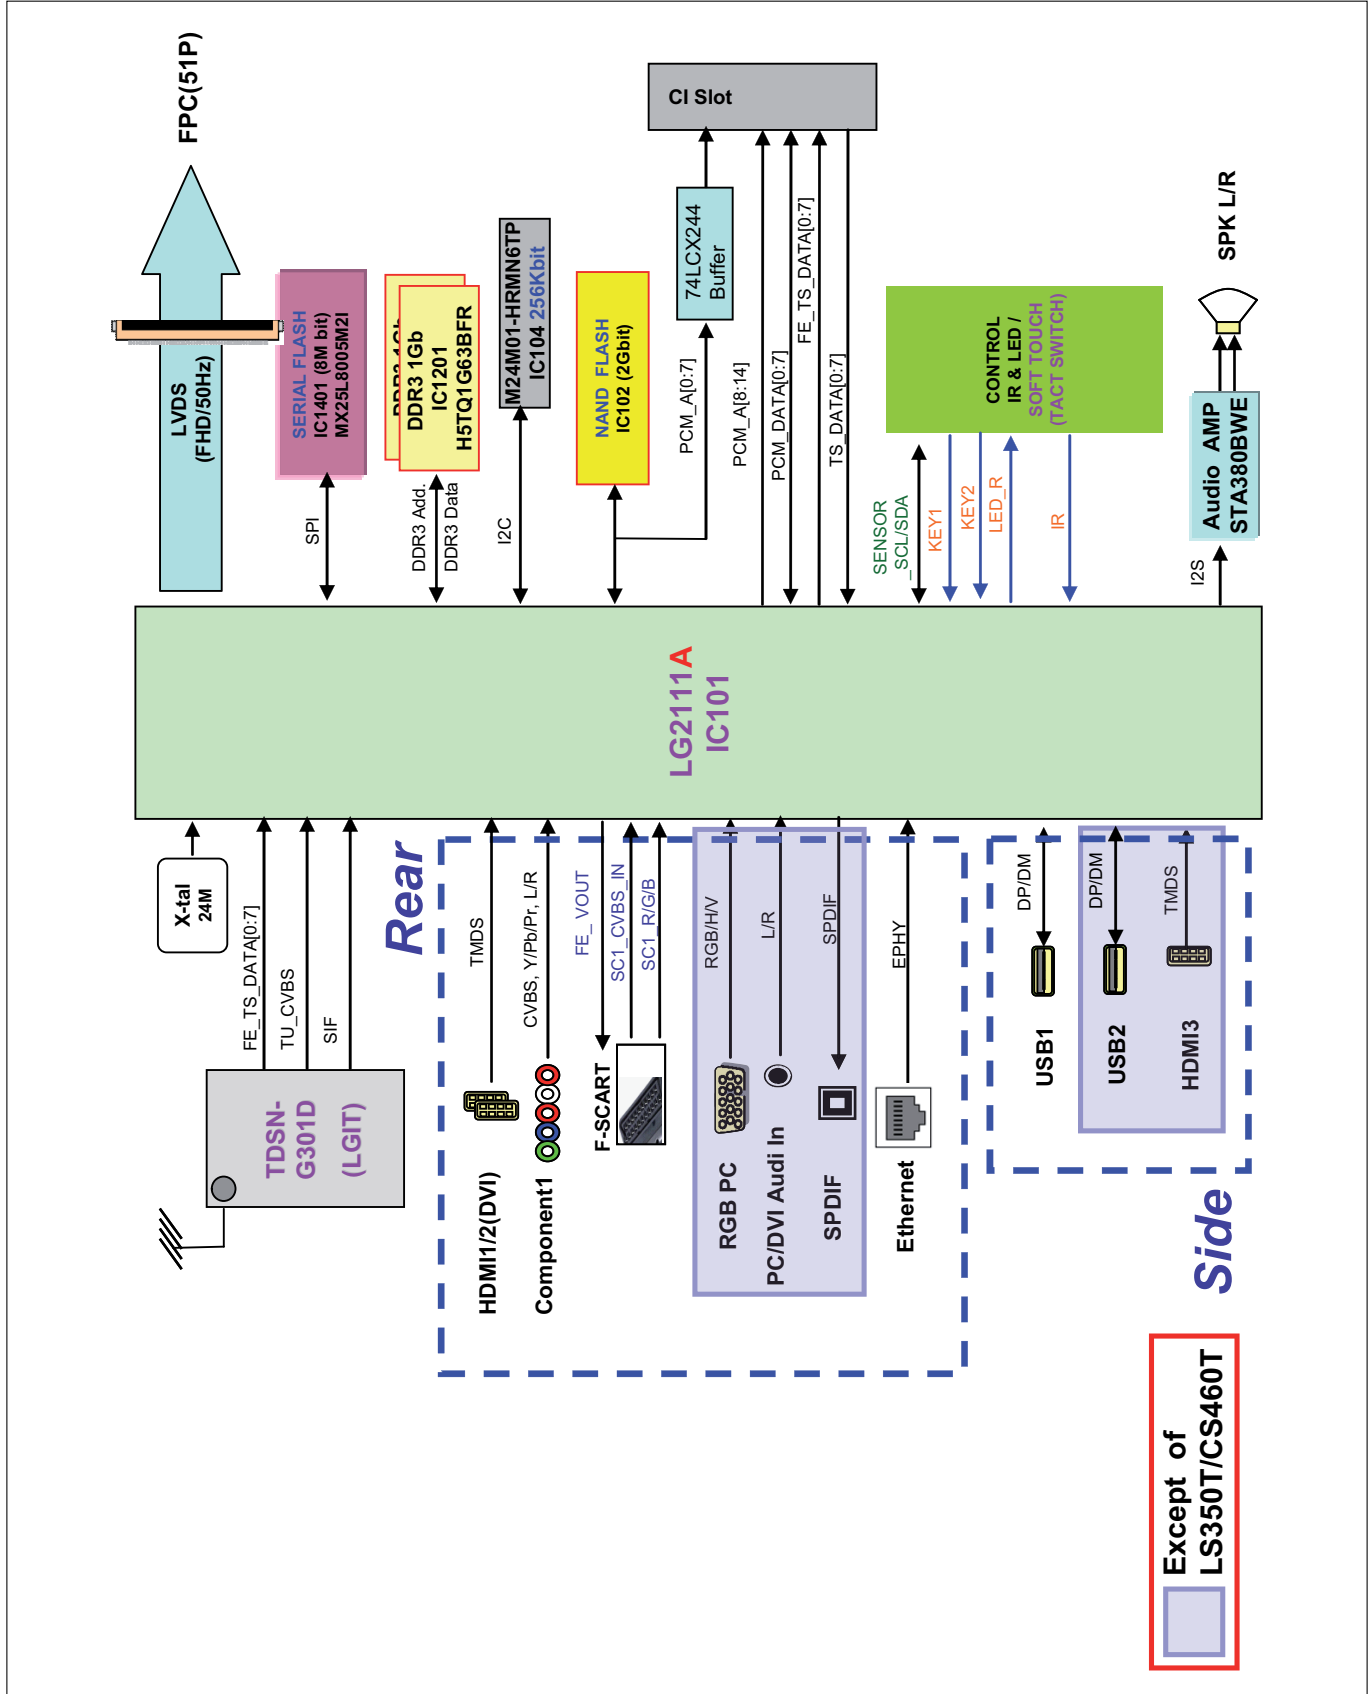 X-tal
24M
TDSN-
G301D
(LGIT)
FE_TS_DATA[0:7]
TU_CVBS
SIF
Rear
HDMI1/2(DVI)
TMDS
Component1
CVBS, Y/Pb/Pr, L/R
F-SCART
FE_VOUT
SC1_CVBS_IN
SC1_R/G/B
RGB PC
RGB/H/V
PC/DVI Audi In
L/R
SPDIF
SPDIF
Ethernet
EPHY
Side
USB1
DP/DM
USB2
DP/DM
HDMI3
TMDS
Except of
LS350T/CS460T
LG2111A
IC101
LVDS
(FHD/50Hz)
FPC(51P)
SPI
SERIAL FLASH
IC1401 (8M bit)
MX25L8005M2I
DDR3 Add.
DDR3 Data
DDR3 1Gb
DDR3 1Gb
IC1201
H5TQ1G63BFR
I2C
M24M01-HRMN6TP
IC104 256Kbit
NAND FLASH
IC102 (2Gbit)
PCM_A[0:7]
74LCX244
Buffer
CI Slot
PCM_A[8:14]
PCM_DATA[0:7]
FE_TS_DATA[0:7]
TS_DATA[0:7]
SENSOR
_SCL/SDA
KEY1
KEY2
LED_R
IR
CONTROL
IR & LED /
SOFT TOUCH
(TACT SWITCH)
I2S
Audio AMP
STA380BWE
SPK L/R